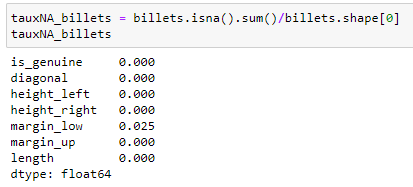 tauxNA_billets = billets.isna().sum()/billets.shape[0]
tauxNA_billets
is_genuine 0.000
diagonal 0.000
height_left 0.000
height_right 0.000
margin_low 0.025
margin_up 0.000
length 0.000
dtype: float64